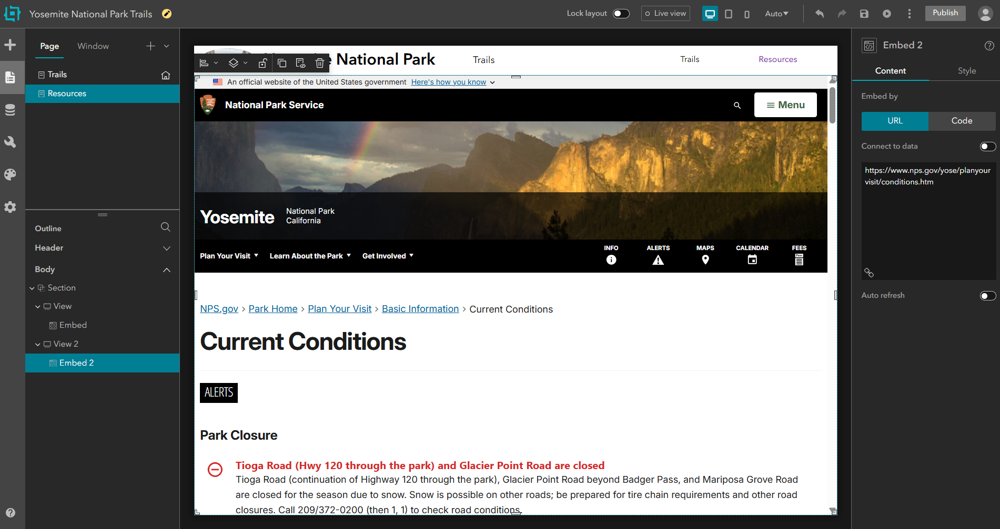 Yosemite National Park Trails
Lock layout
Live view
Auto
Publish
Page
Window
Trails
Resources
Outline
Header
Body
Section
View
Embed
View 2
Embed 2
National Park
Trails
Trails
Resources
An official website of the United States government Here's how you know
National Park Service
Menu
Yosemite
National Park
California
Plan Your Visit
Learn About the Park
Get Involved
INFO
ALERTS
MAPS
CALENDAR
FEES
NPS.gov > Park Home > Plan Your Visit > Basic Information > Current Conditions
Current Conditions
ALERTS
Park Closure
Tioga Road (Hwy 120 through the park) and Glacier Point Road are closed
Tioga Road (continuation of Highway 120 through the park), Glacier Point Road beyond Badger Pass, and Mariposa Grove Road
are closed for the season due to snow. Snow is possible on other roads; be prepared for tire chain requirements and other road
closures. Call 209/372-0200 (then 1, 1) to check road conditions.
Embed 2
Content
Style
Embed by
URL
Code
Connect to data
https://www.nps.gov/yose/planyour
visit/conditions.htm
Auto refresh